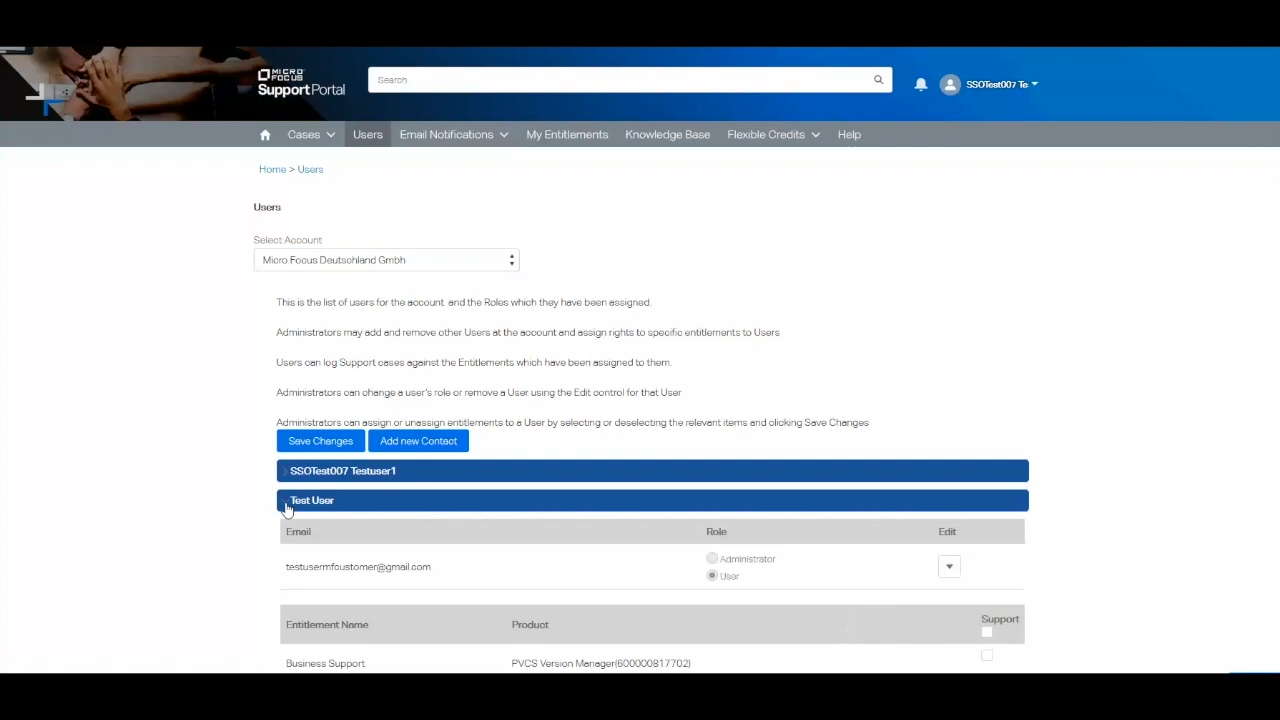 MICRO
FOCUS
Support Portal
Search
SSOTest007 Te
Cases Users Email Notifications My Entitlements Knowledge Base Flexible Credits Help
Home > Users
Users
Select Account
Micro Focus Deutschland Gmbh
This is the list of users for the account, and the Roles which they have been assigned.
Administrators may add and remove other Users at the account and assign rights to specific entitlements to Users
Users can log Support cases against the Entitlements which have been assigned to them.
Administrators can change a user's role or remove a User using the Edit control for that User
Administrators can assign or unassign entitlements to a User by selecting or deselecting the relevant items and clicking Save Changes
Save Changes Add new Contact
SSOTest007 Testuser1
Test User
Email Role Edit
Administrator
testusermfcustomer@gmail.com
User
Support
Entitlement Name Product
Business Support PVCS Version Manager(600000817702)